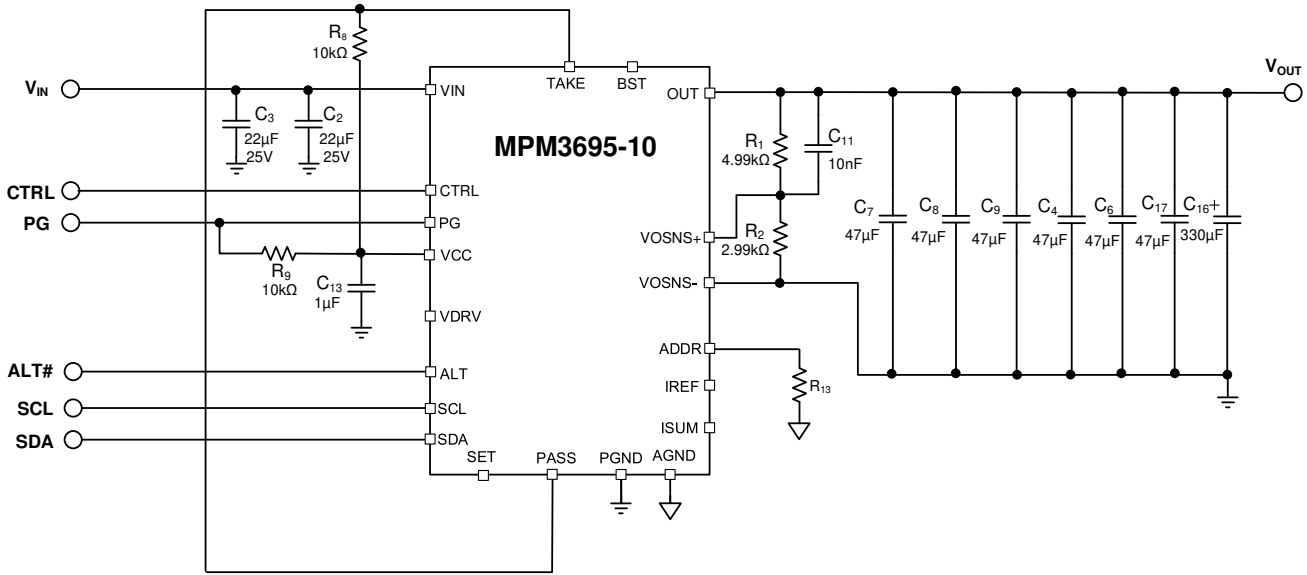 R8
10kΩ
VIN
C3
22µF
25V
C2
22µF
25V
VIN
TAKE
BST
OUT
VOUT
MPM3695-10
R1
4.99kΩ
C11
10nF
CTRL
CTRL
PG
PG
VOSNS+
R2
2.99kΩ
C7
47µF
C8
47µF
C9
47µF
C4
47µF
C6
47µF
C17
47µF
C16+
330µF
R9
10kΩ
VCC
C13
1µF
VOSNS-
VDRV
ADDR
R13
ALT#
ALT
IREF
SCL
SCL
ISUM
SDA
SDA
SET
PASS
PGND
AGND